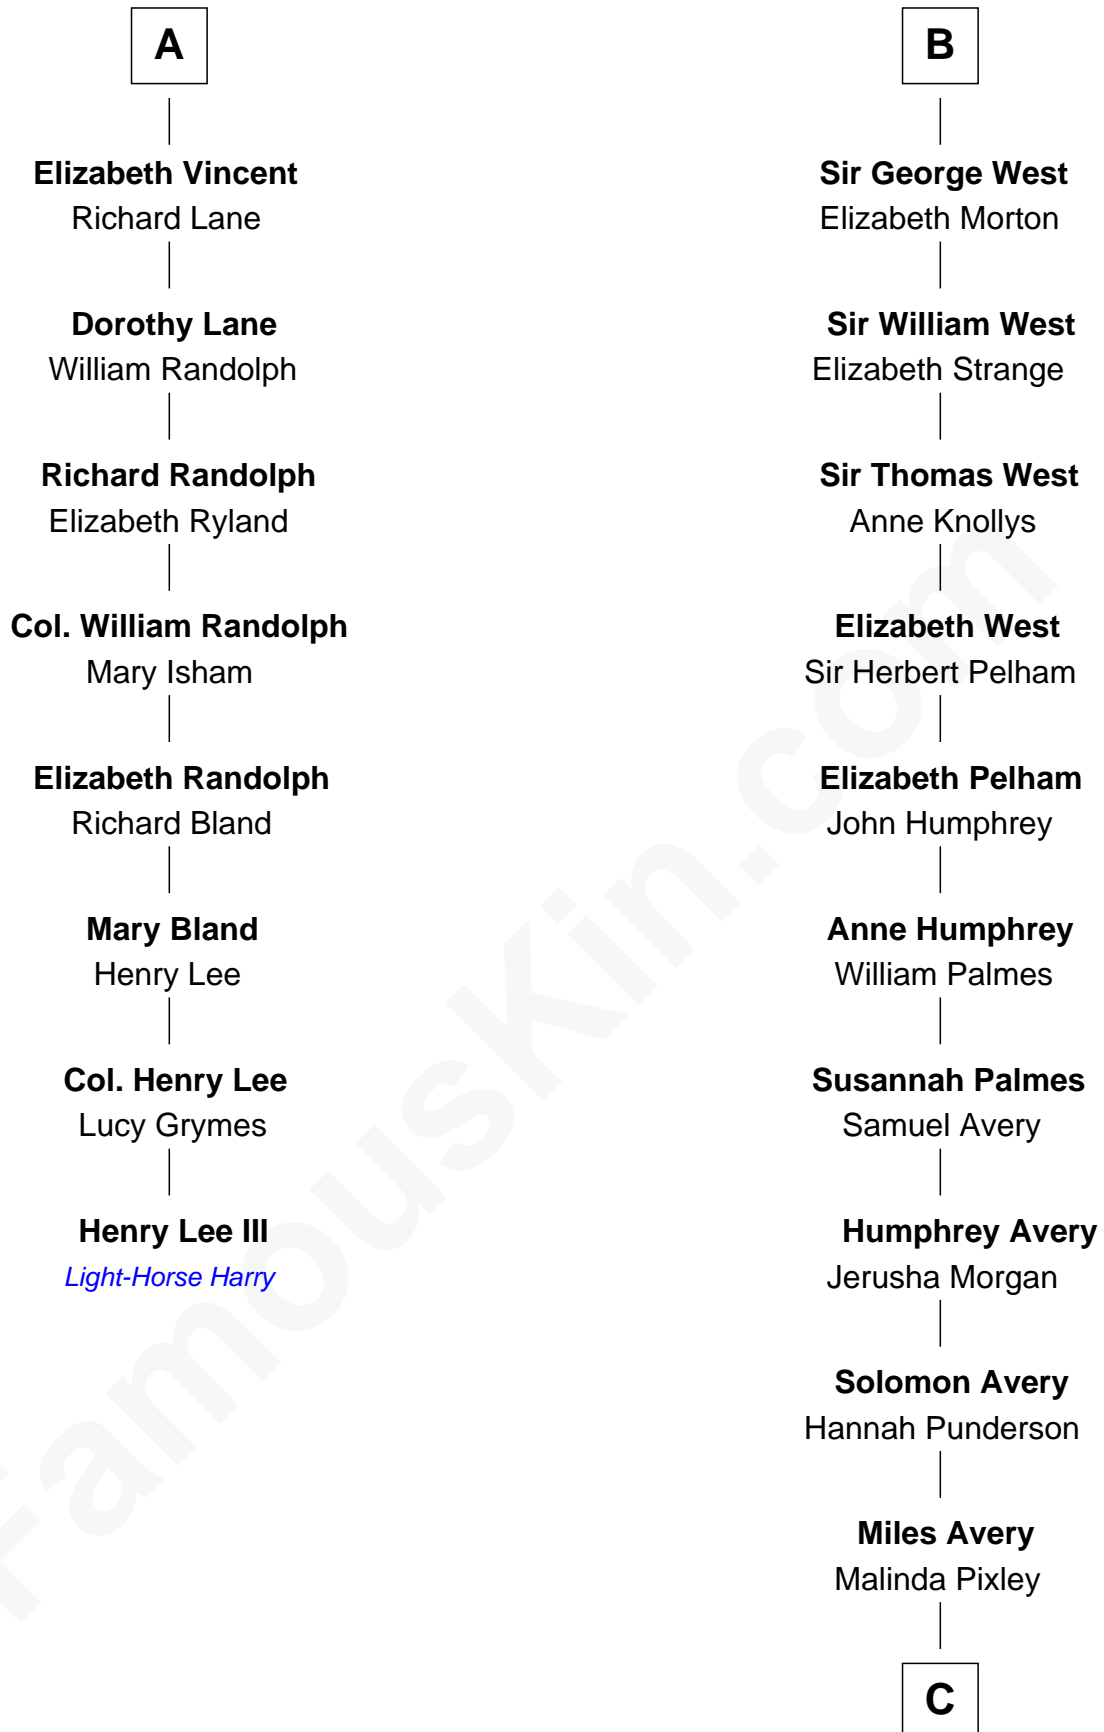 A
Elizabeth Vincent
Richard Lane
Dorothy Lane
William Randolph
Richard Randolph
Elizabeth Ryland
Col. William Randolph
Mary Isham
Elizabeth Randolph
Richard Bland
Mary Bland
Henry Lee
Col. Henry Lee
Lucy Grymes
Henry Lee III
Light-Horse Harry
B
Sir George West
Elizabeth Morton
Sir William West
Elizabeth Strange
Sir Thomas West
Anne Knollys
Elizabeth West
Sir Herbert Pelham
Elizabeth Pelham
John Humphrey
Anne Humphrey
William Palmes
Susannah Palmes
Samuel Avery
Humphrey Avery
Jerusha Morgan
Solomon Avery
Hannah Punderson
Miles Avery
Malinda Pixley
C
FamousKin.com